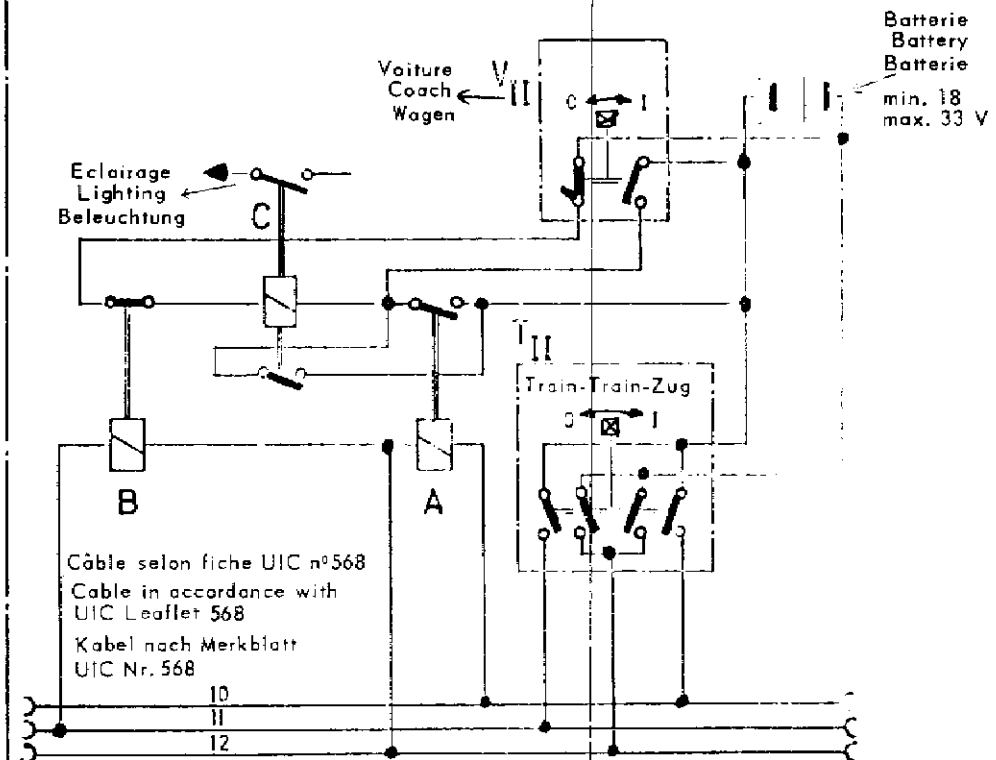 Batterie
Battery
Batterie
min. 18
max. 33 V
Voiture
Coach
Wagen
V II
0 I
Eclairage
Lighting
Beleuchtung
C
T II
Train-Train-Zug
0 I
B
A
Câble selon fiche UIC nº568
Cable in accordance with
UIC Leaflet 568
Kabel nach Merkblatt
UIC Nr. 568
10
11
12